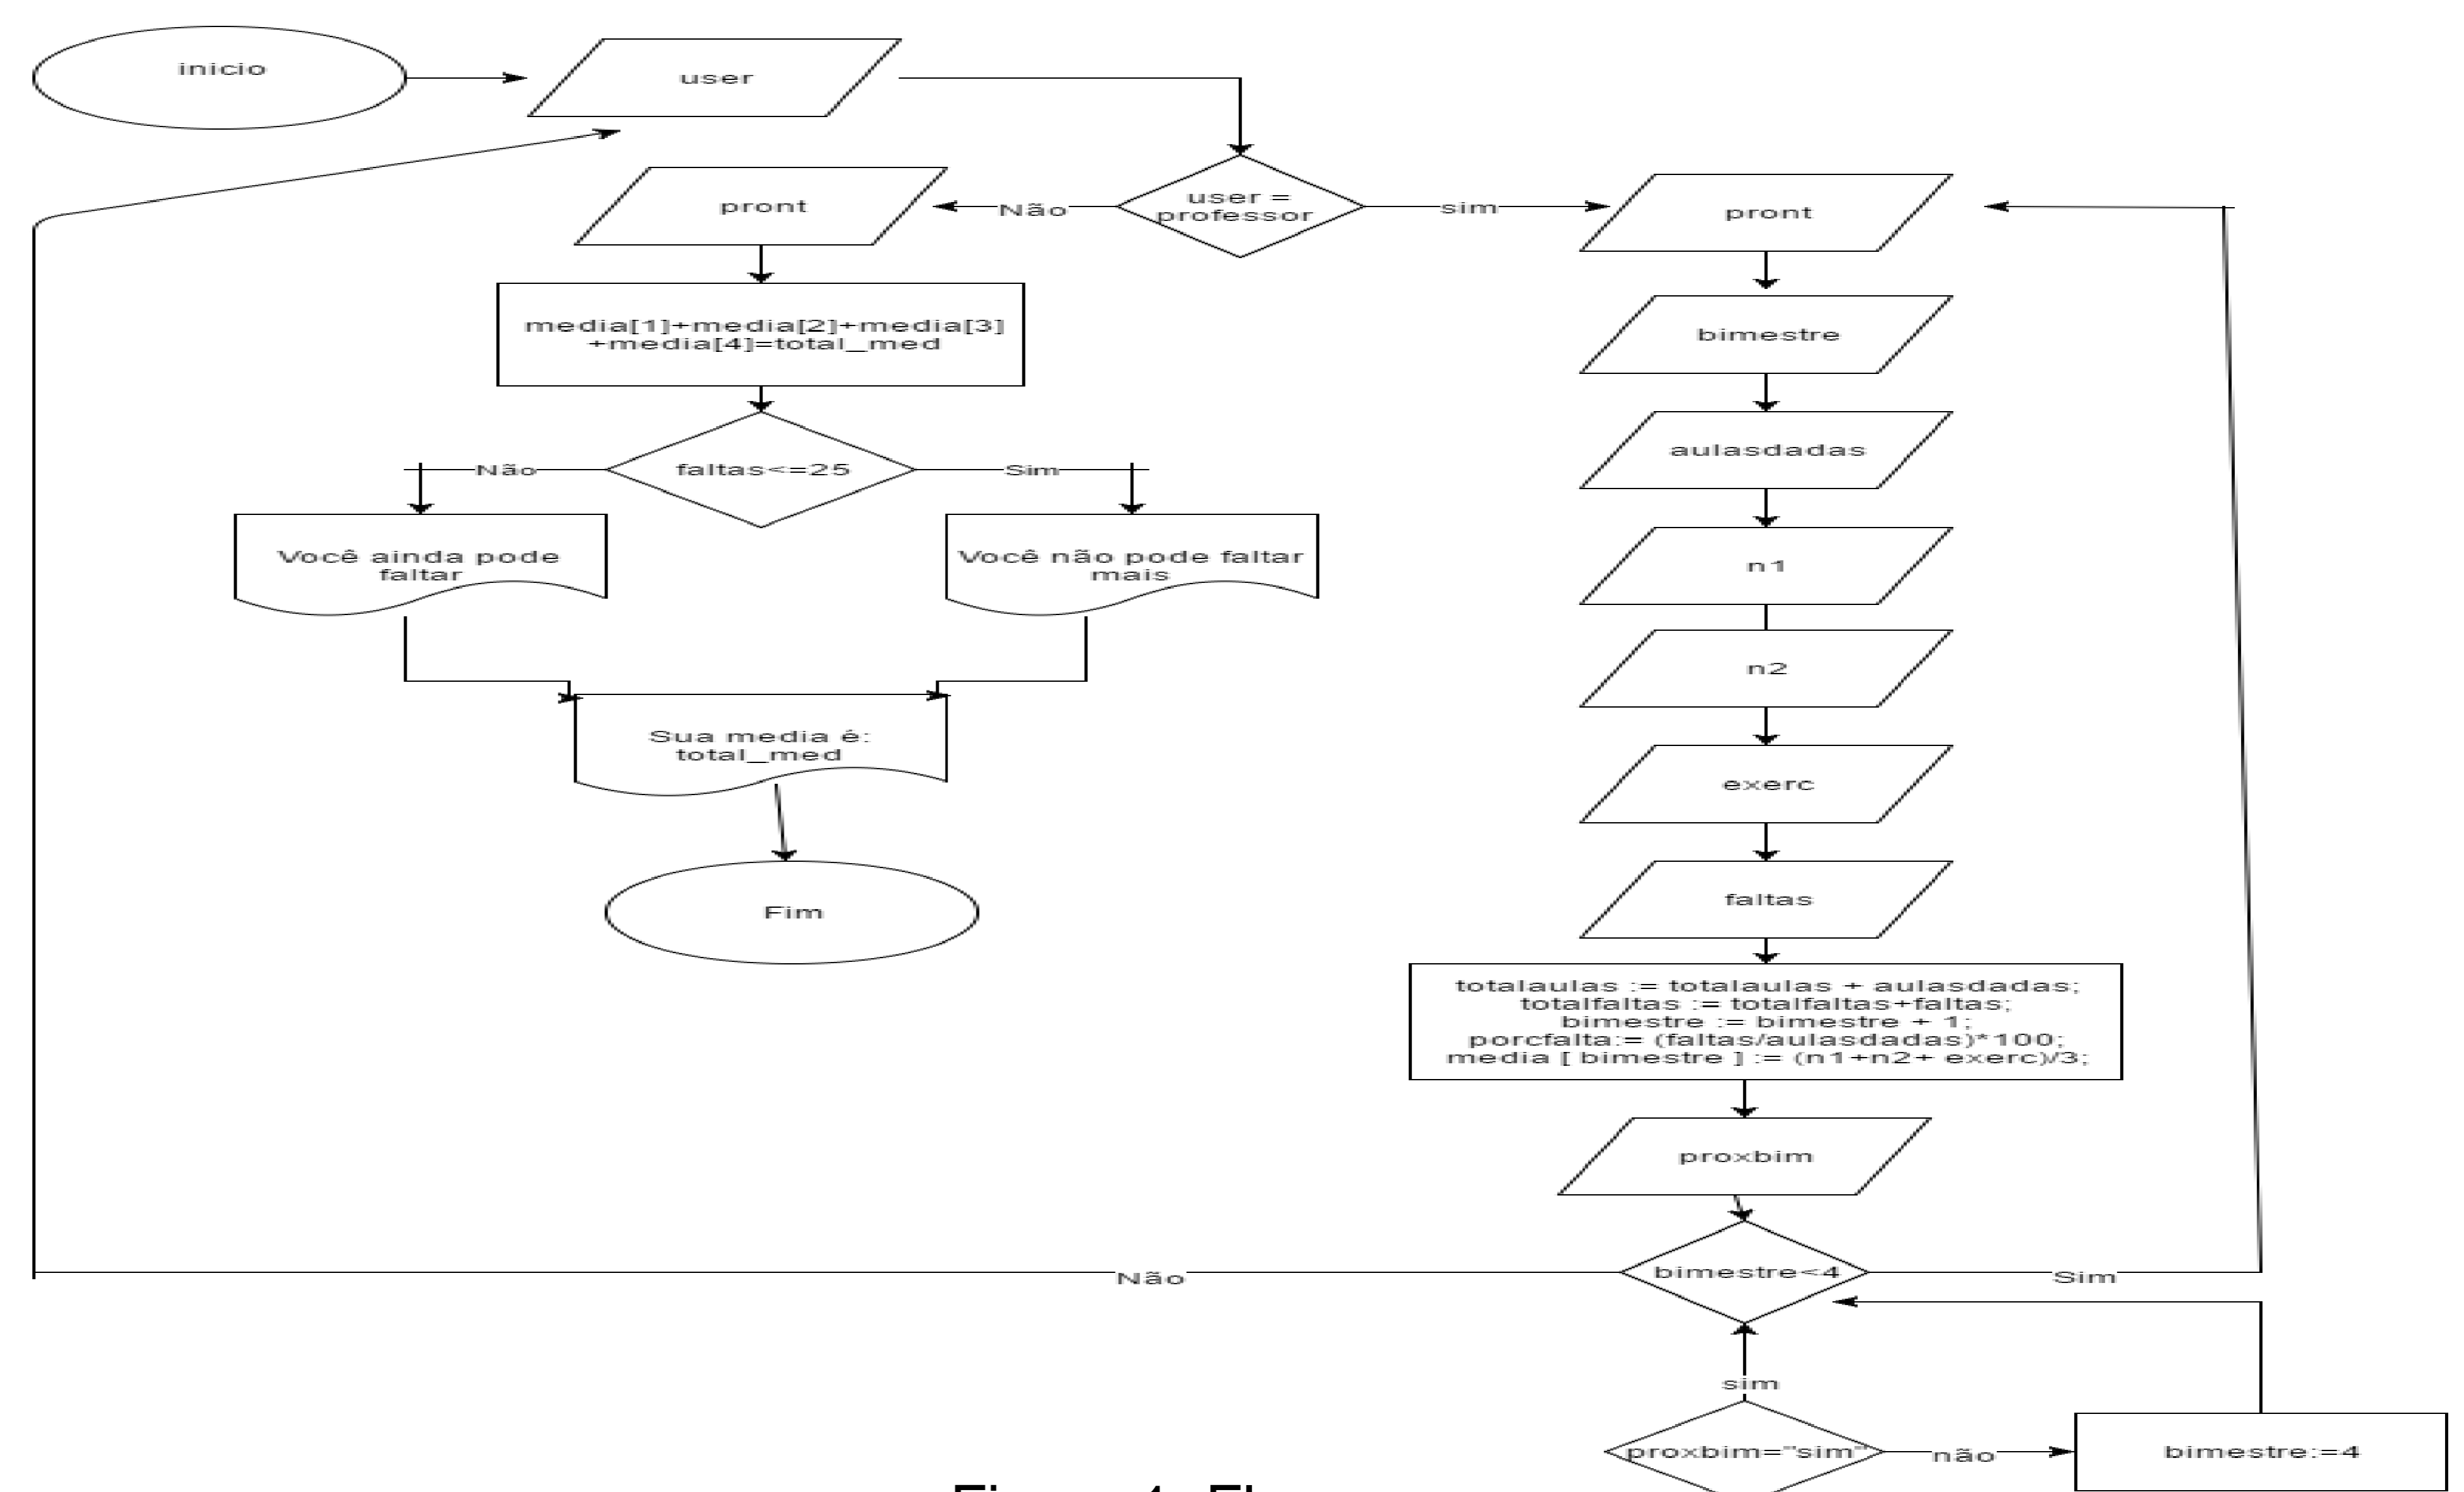 inicio
user
user =
professor
Não
sim
pront
pront
media[1]+media[2]+media[3]
+media[4]=total_med
bimestre
faltas<=25
Não
Sim
aulasdadas
Você ainda pode
faltar
Você não pode faltar
mais
n1
n2
Sua media é:
total_med
exerc
faltas
Fim
totalaulas := totalaulas + aulasdadas;
totalfaltas := totalfaltas+faltas;
bimestre := bimestre + 1;
porcfalta:= (faltas/aulasdadas)*100;
media [ bimestre ] := (n1+n2+ exerc)/3;
proxbim
bimestre<4
Não
Sim
sim
proxbim="sim"
não
bimestre:=4